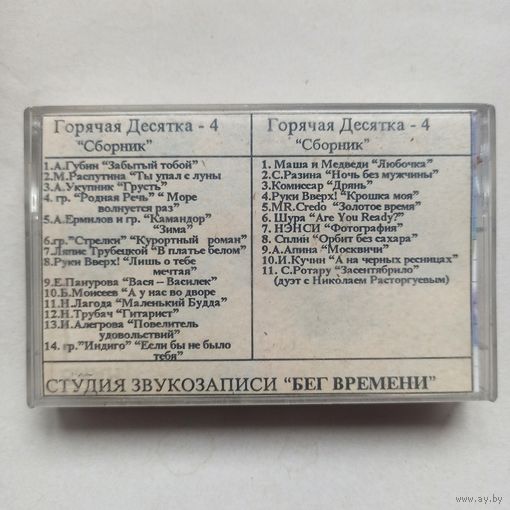 Горячая Десятка - 4
"Сборник"
1.А.Губин "Забытый тобой"
2.М.Распутина "Ты упал с луны
3.А.Укупник "Грусть"
4. гр. "Родная Речь" " Море
волнуется раз"
5.А.Ермилов и гр. "Камандор"
"Зима"
6.гр."Стрелки" "Курортный роман"
7.Ляпис Трубецкой "В платье белом"
8.Руки Вверх! "Лишь о тебе
мечтая"
9.Е.Панурова "Вася – Василек"
10.Б.Моисеев "А у нас во дворе
11.Н.Лагода "Маленький Будда"
12.Н.Трубач "Гитарист"
13.И.Алегрова "Повелитель
удовольствий"
14. гр."Индиго" "Если бы не было
тебя"
Горячая Десятка - 4
"Сборник"
1. Маша и Медведи "Любочка"
2.С.Разина "Ночь без мужчины"
3.Комиссар "Дрянь"
4.Руки Вверх! "Крошка моя"
5.MR.Credo "Золотое время"
6. Шура "Are You Ready?"
7. НЭНСИ "Фотография"
8. Сплин "Орбит без сахара"
9.А.Апина "Москвичи"
10.И.Кучин "А на черных ресницах"
11. С.Ротару "Засентябрило"
(дуэт с Николаем Расторгуевым)
СТУДИЯ ЗВУКОЗАПИСИ "БЕГ ВРЕМЕНИ"
www.ay.by